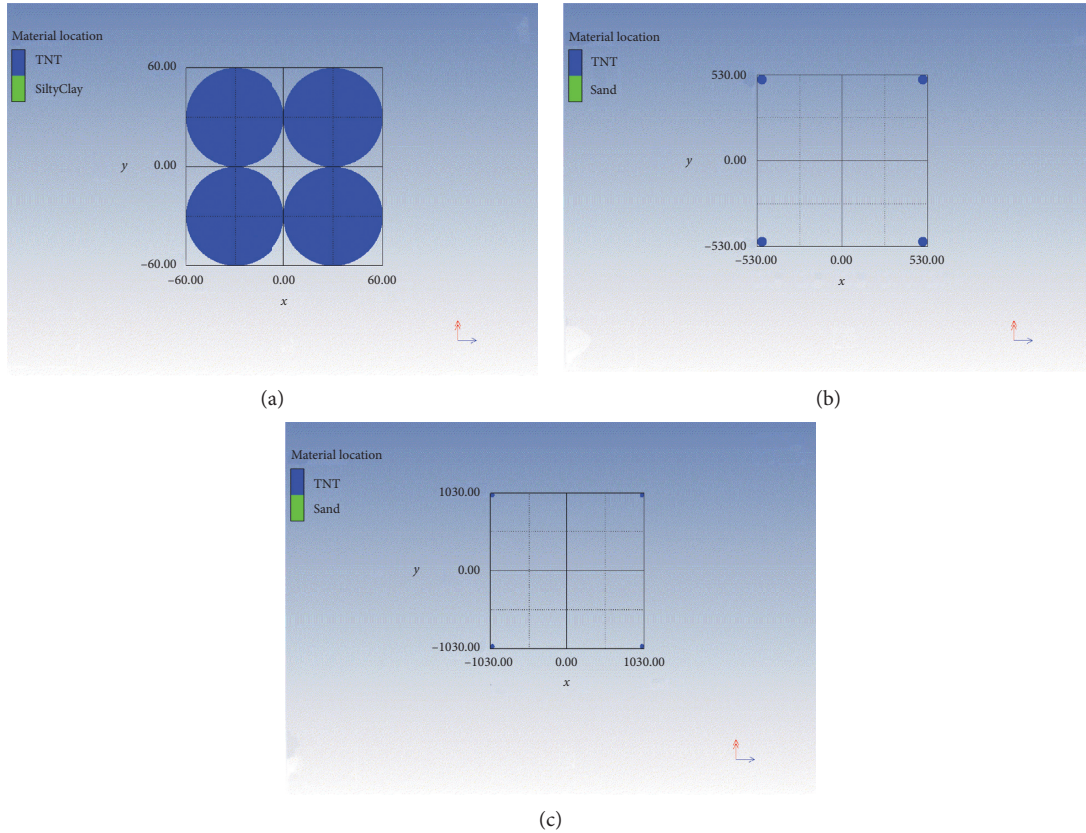 Material location
TNT
SiltyClay
60.00
y
0.00
−60.00
−60.00 0.00 60.00
x
(a)
Material location
TNT
Sand
530.00
y
0.00
−530.00
−530.00 0.00 530.00
x
(b)
Material location
TNT
Sand
1030.00
y
0.00
−1030.00
−1030.00 0.00 1030.00
x
(c)